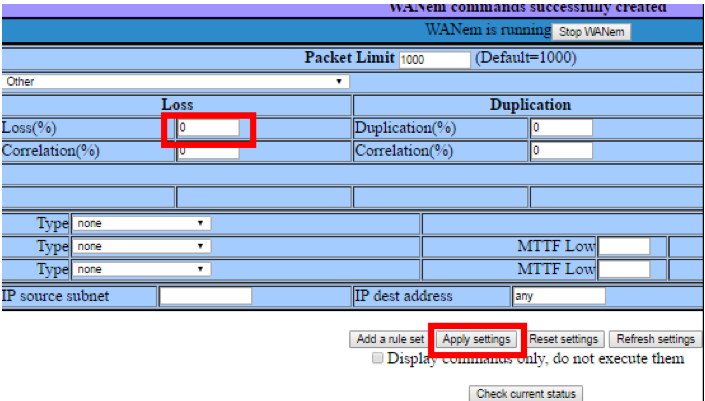 WANem commands successfully created
WANem is running Stop WANem
Packet Limit 1000 (Default=1000)
Other
Loss Duplication
Loss(%) 0 Duplication(%) 0
Correlation(%) 0 Correlation(%) 0
Type none
Type none MTTF Low
Type none MTTF Low
IP source subnet IP dest address any
Add a rule set Apply settings Reset settings Refresh settings
Display commands only, do not execute them
Check current status